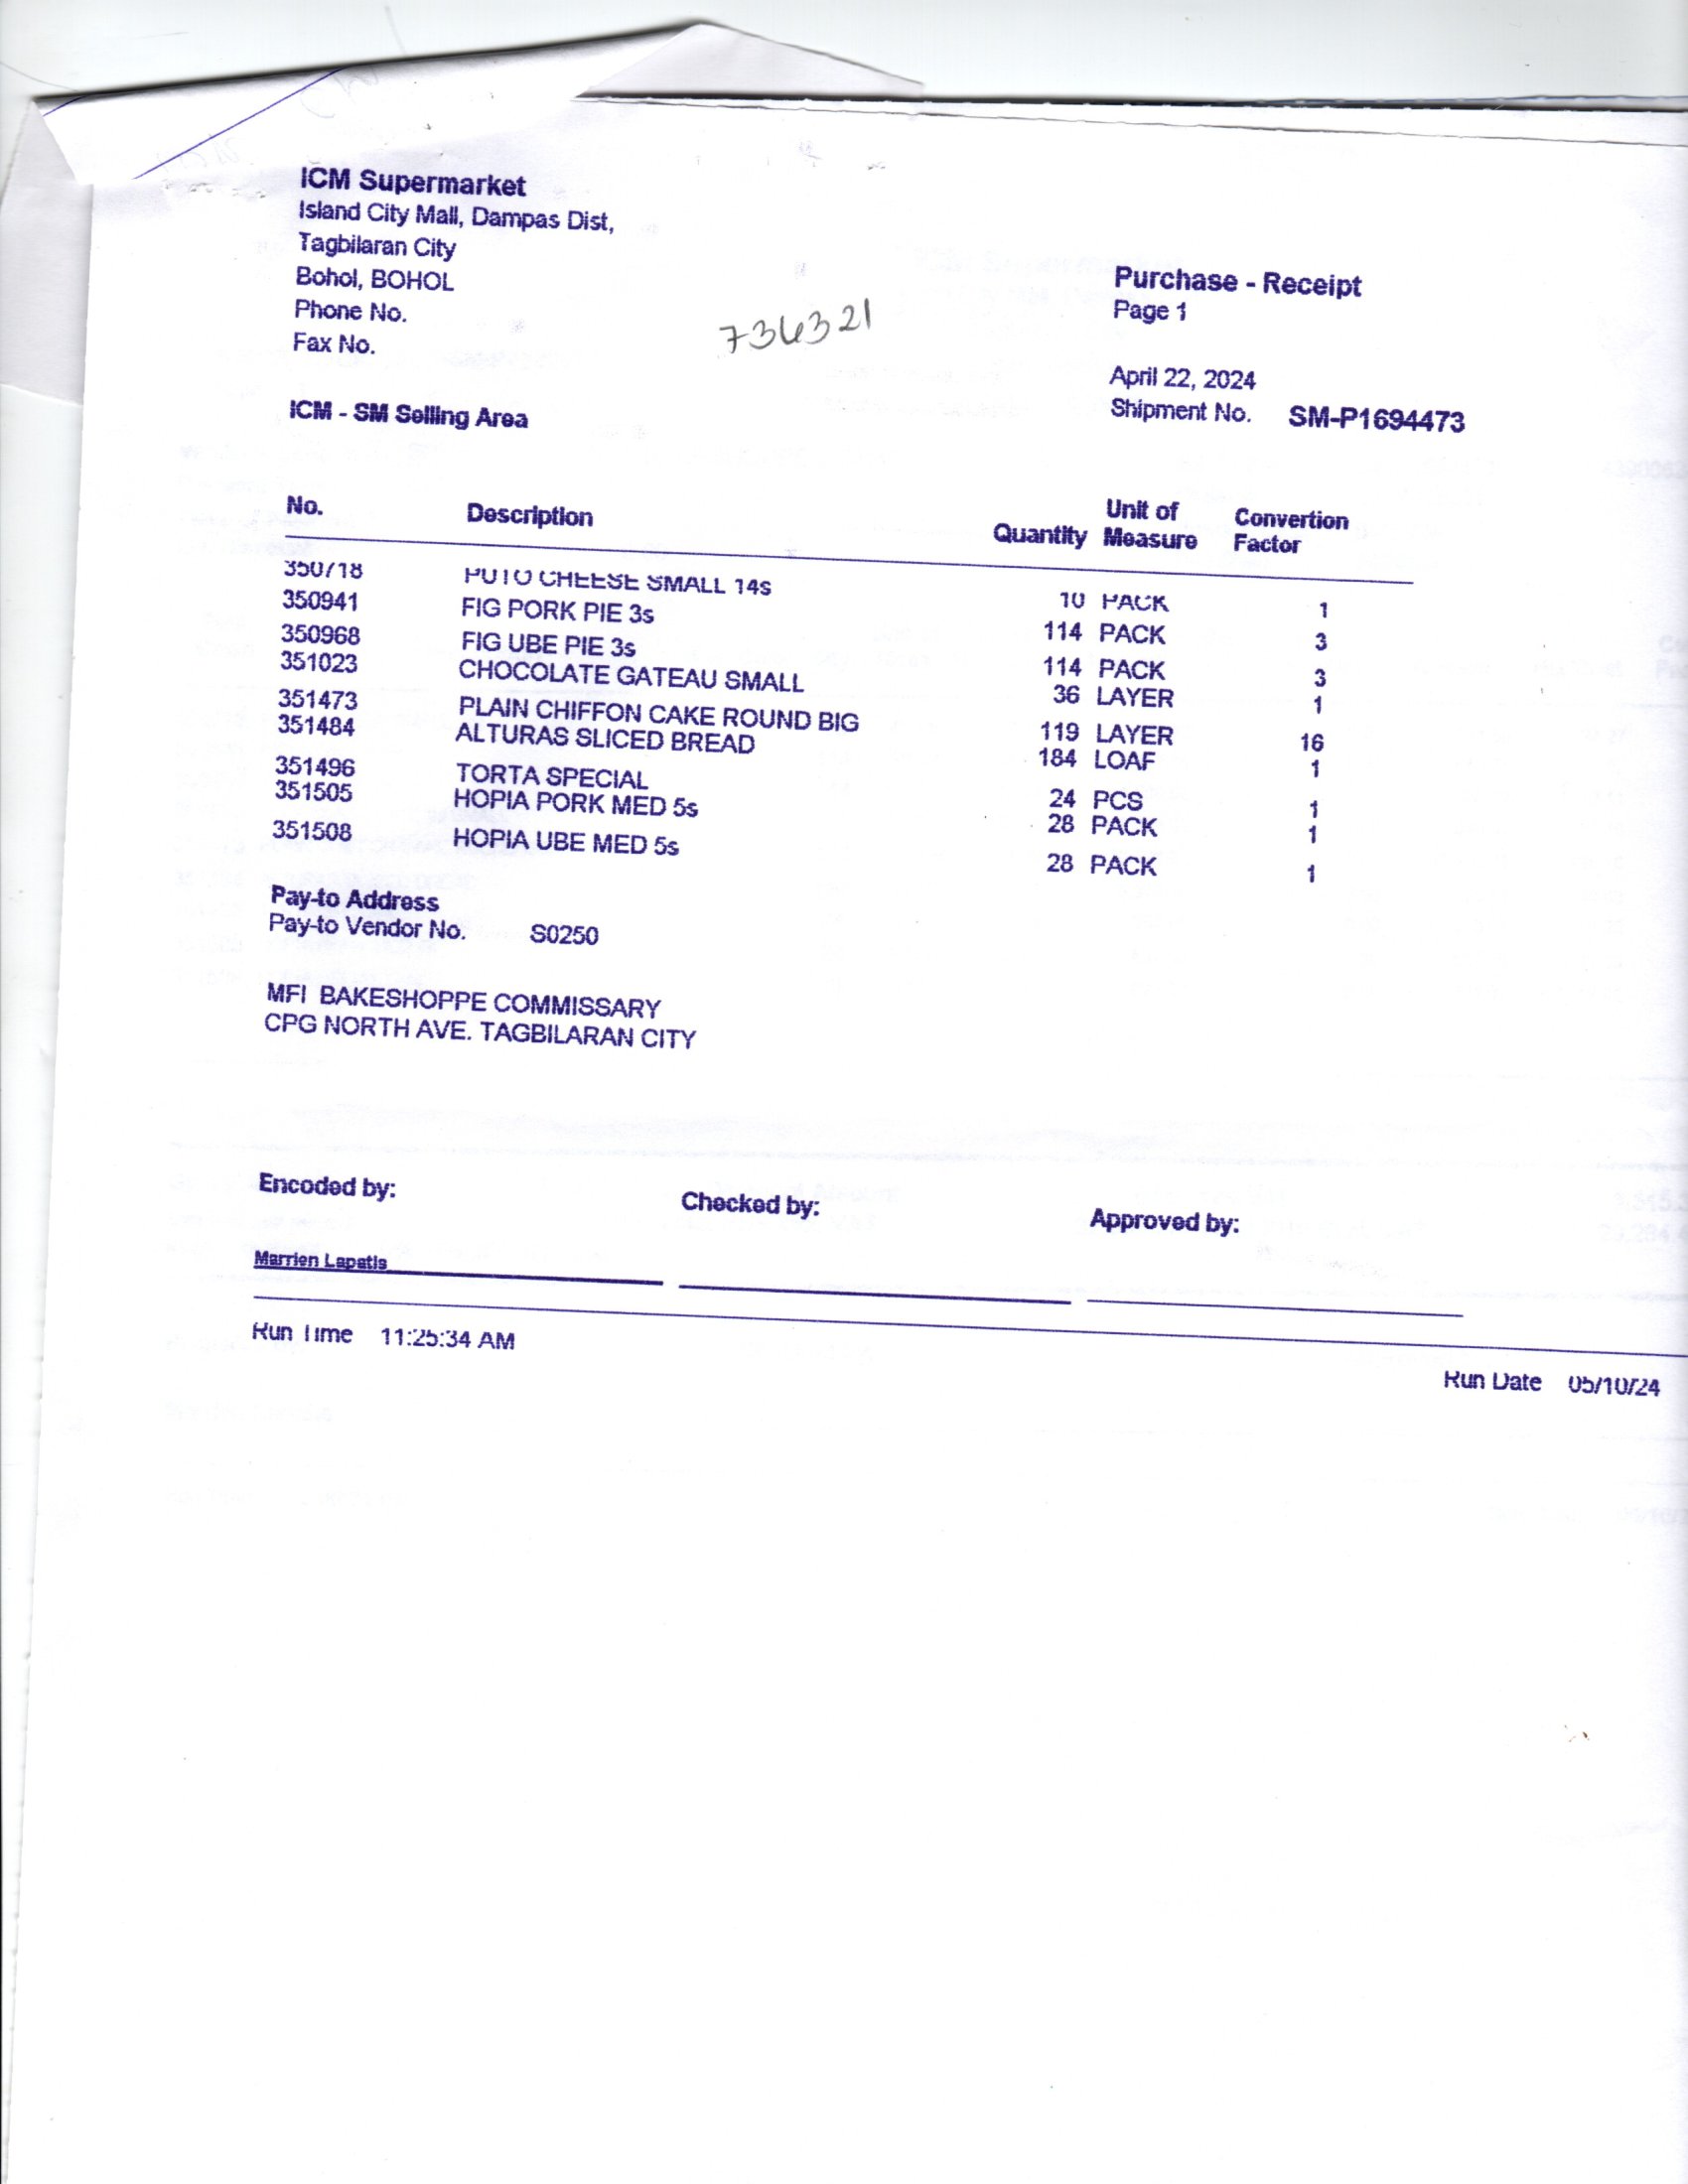 ICM Supermarket
Island City Mall, Dampas Dist,
Tagbilaran City
Bohol, BOHOL
Phone No.
Fax No.
736321
Purchase - Receipt
Page 1
April 22, 2024
Shipment No. SM-P1694473
ICM - SM Selling Area
No. Description Quantity Unit of Measure Convertion Factor
350718 PUTO CHEESE SMALL 14s 10 PACK 1
350941 FIG PORK PIE 3s 114 PACK 3
350968 FIG UBE PIE 3s 114 PACK 3
351023 CHOCOLATE GATEAU SMALL 36 LAYER 1
351473 PLAIN CHIFFON CAKE ROUND BIG 119 LAYER 16
351484 ALTURAS SLICED BREAD 184 LOAF 1
351496 TORTA SPECIAL 24 PCS 1
351505 HOPIA PORK MED 5s 28 PACK 1
351508 HOPIA UBE MED 5s 28 PACK 1
Pay-to Address
Pay-to Vendor No. S0250
MFI BAKESHOPPE COMMISSARY
CPG NORTH AVE. TAGBILARAN CITY
Encoded by: Checked by: Approved by:
Marrien Lapatis
Run Time 11:25:34 AM
Run Date 05/10/24